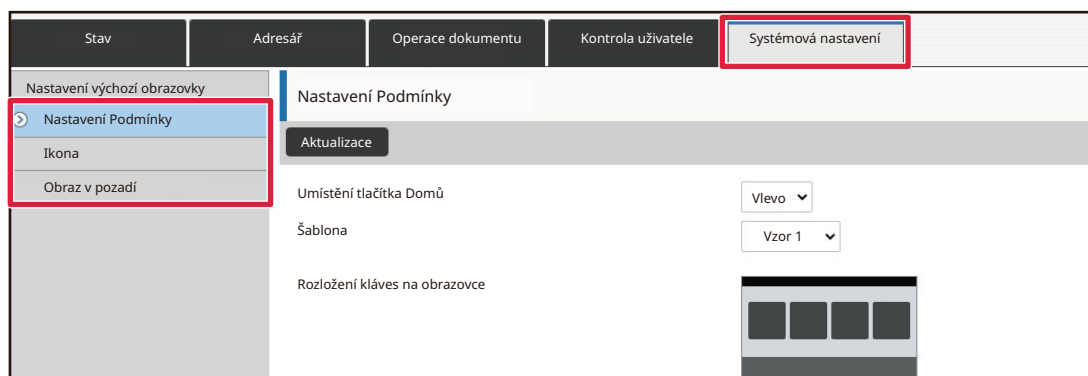 Stav
Adresář
Operace dokumentu
Kontrola uživatele
Systémová nastavení
Nastavení výchozí obrazovky
Nastavení Podmínky
Ikona
Obraz v pozadí
Nastavení Podmínky
Aktualizace
Umístění tlačítka Domů
Vlevo
Šablona
Vzor 1
Rozložení kláves na obrazovce